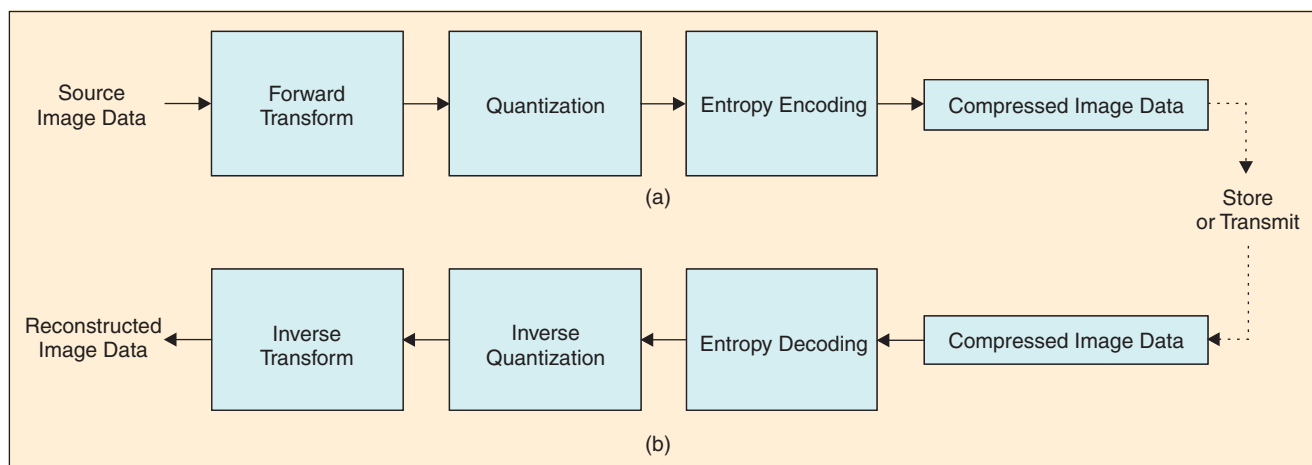 Source
Image Data
Forward
Transform
Quantization
Entropy Encoding
Compressed Image Data
(a)
Store
or Transmit
Reconstructed
Image Data
Inverse
Transform
Inverse
Quantization
Entropy Decoding
Compressed Image Data
(b)